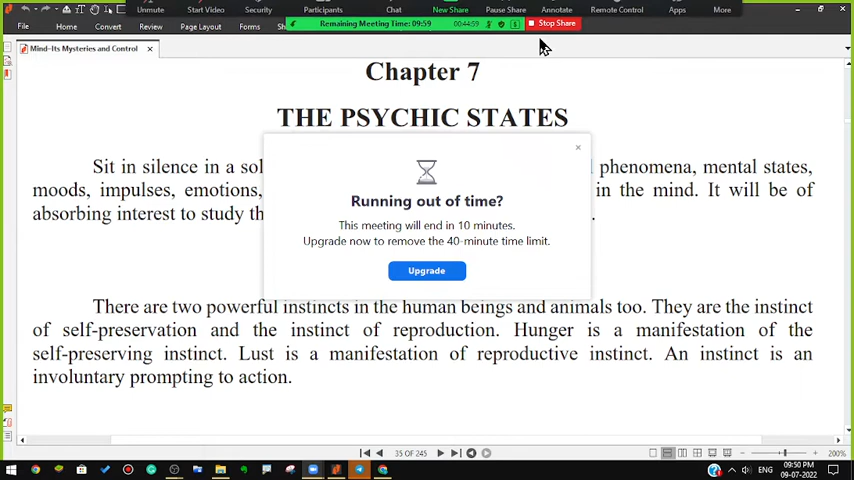 Unmute Start Video Security Participants Chat New Share Pause Share Annotate Remote Control Apps More
Remaining Meeting Time: 09:59 00:44:59 Stop Share
File Home Convert Review Page Layout Forms
Mind-Its Mysteries and Control
Chapter 7
THE PSYCHIC STATES
Sit in silence in a phenomena, mental states,
moods, impulses, emotions, in the mind. It will be of
absorbing interest to study
Running out of time?
This meeting will end in 10 minutes.
Upgrade now to remove the 40-minute time limit.
Upgrade
There are two powerful instincts in the human beings and animals too. They are the instinct
of self-preservation and the instinct of reproduction. Hunger is a manifestation of the
self-preserving instinct. Lust is a manifestation of reproductive instinct. An instinct is an
involuntary prompting to action.
35 OF 245 200%
ENG 09:50 PM
09-07-2022